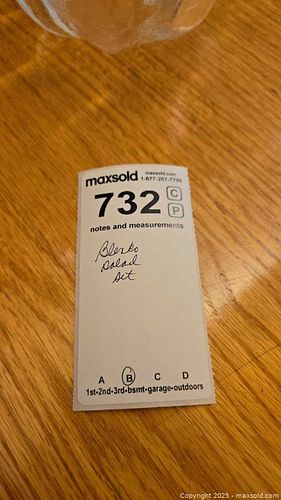 maxsold maxsold.com
1-877-257-7799
732 C
P
notes and measurements
Blenko
salad
set
A B C D
1st-2nd-3rd-bsmt-garage-outdoors
Copyright 2025 - maxsold.com